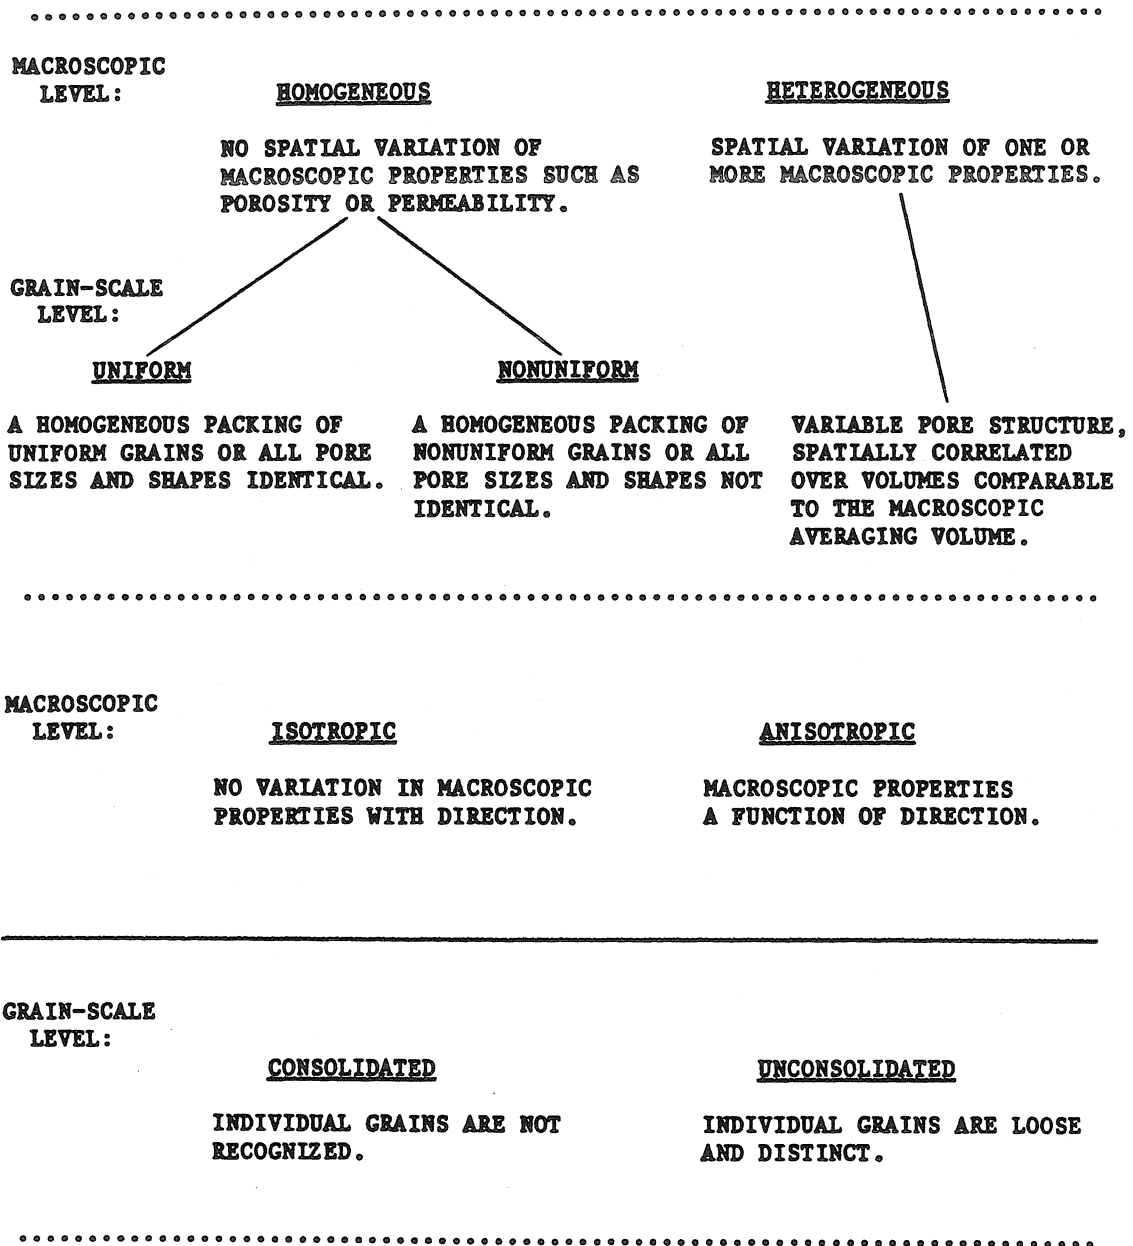 MACROSCOPIC
LEVEL:
HOMOGENEOUS
NO SPATIAL VARIATION OF
MACROSCOPIC PROPERTIES SUCH AS
POROSITY OR PERMEABILITY.
HETEROGENEOUS
SPATIAL VARIATION OF ONE OR
MORE MACROSCOPIC PROPERTIES.
GRAIN-SCALE
LEVEL:
UNIFORM
A HOMOGENEOUS PACKING OF
UNIFORM GRAINS OR ALL PORE
SIZES AND SHAPES IDENTICAL.
NONUNIFORM
A HOMOGENEOUS PACKING OF
NONUNIFORM GRAINS OR ALL
PORE SIZES AND SHAPES NOT
IDENTICAL.
VARIABLE PORE STRUCTURE,
SPATIALLY CORRELATED
OVER VOLUMES COMPARABLE
TO THE MACROSCOPIC
AVERAGING VOLUME.
MACROSCOPIC
LEVEL:
ISOTROPIC
NO VARIATION IN MACROSCOPIC
PROPERTIES WITH DIRECTION.
ANISOTROPIC
MACROSCOPIC PROPERTIES
A FUNCTION OF DIRECTION.
GRAIN-SCALE
LEVEL:
CONSOLIDATED
INDIVIDUAL GRAINS ARE NOT
RECOGNIZED.
UNCONSOLIDATED
INDIVIDUAL GRAINS ARE LOOSE
AND DISTINCT.